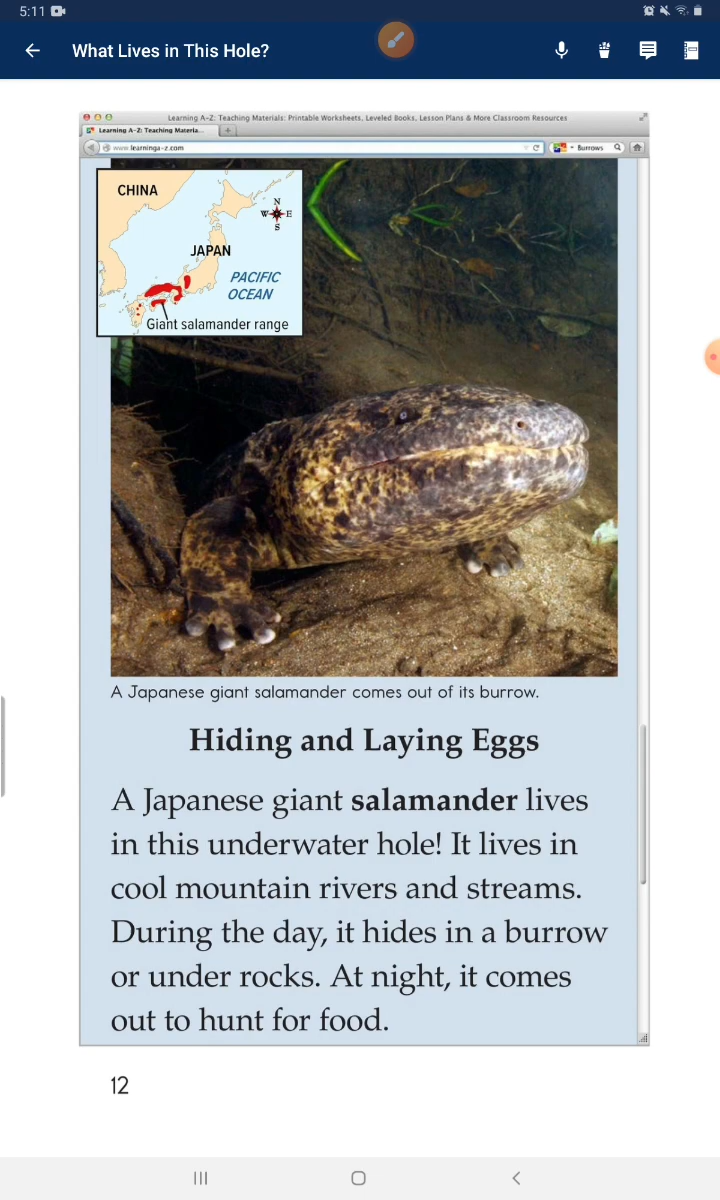 5:11
What Lives in This Hole?
Learning A-Z: Teaching Materials: Printable Worksheets, Leveled Books, Lesson Plans & More Classroom Resources
Learning A-Z: Teaching Materia...
www.learninga-z.com
Burrows
CHINA
N
W E
S
JAPAN
PACIFIC
OCEAN
Giant salamander range
A Japanese giant salamander comes out of its burrow.
Hiding and Laying Eggs
A Japanese giant salamander lives
in this underwater hole! It lives in
cool mountain rivers and streams.
During the day, it hides in a burrow
or under rocks. At night, it comes
out to hunt for food.
12